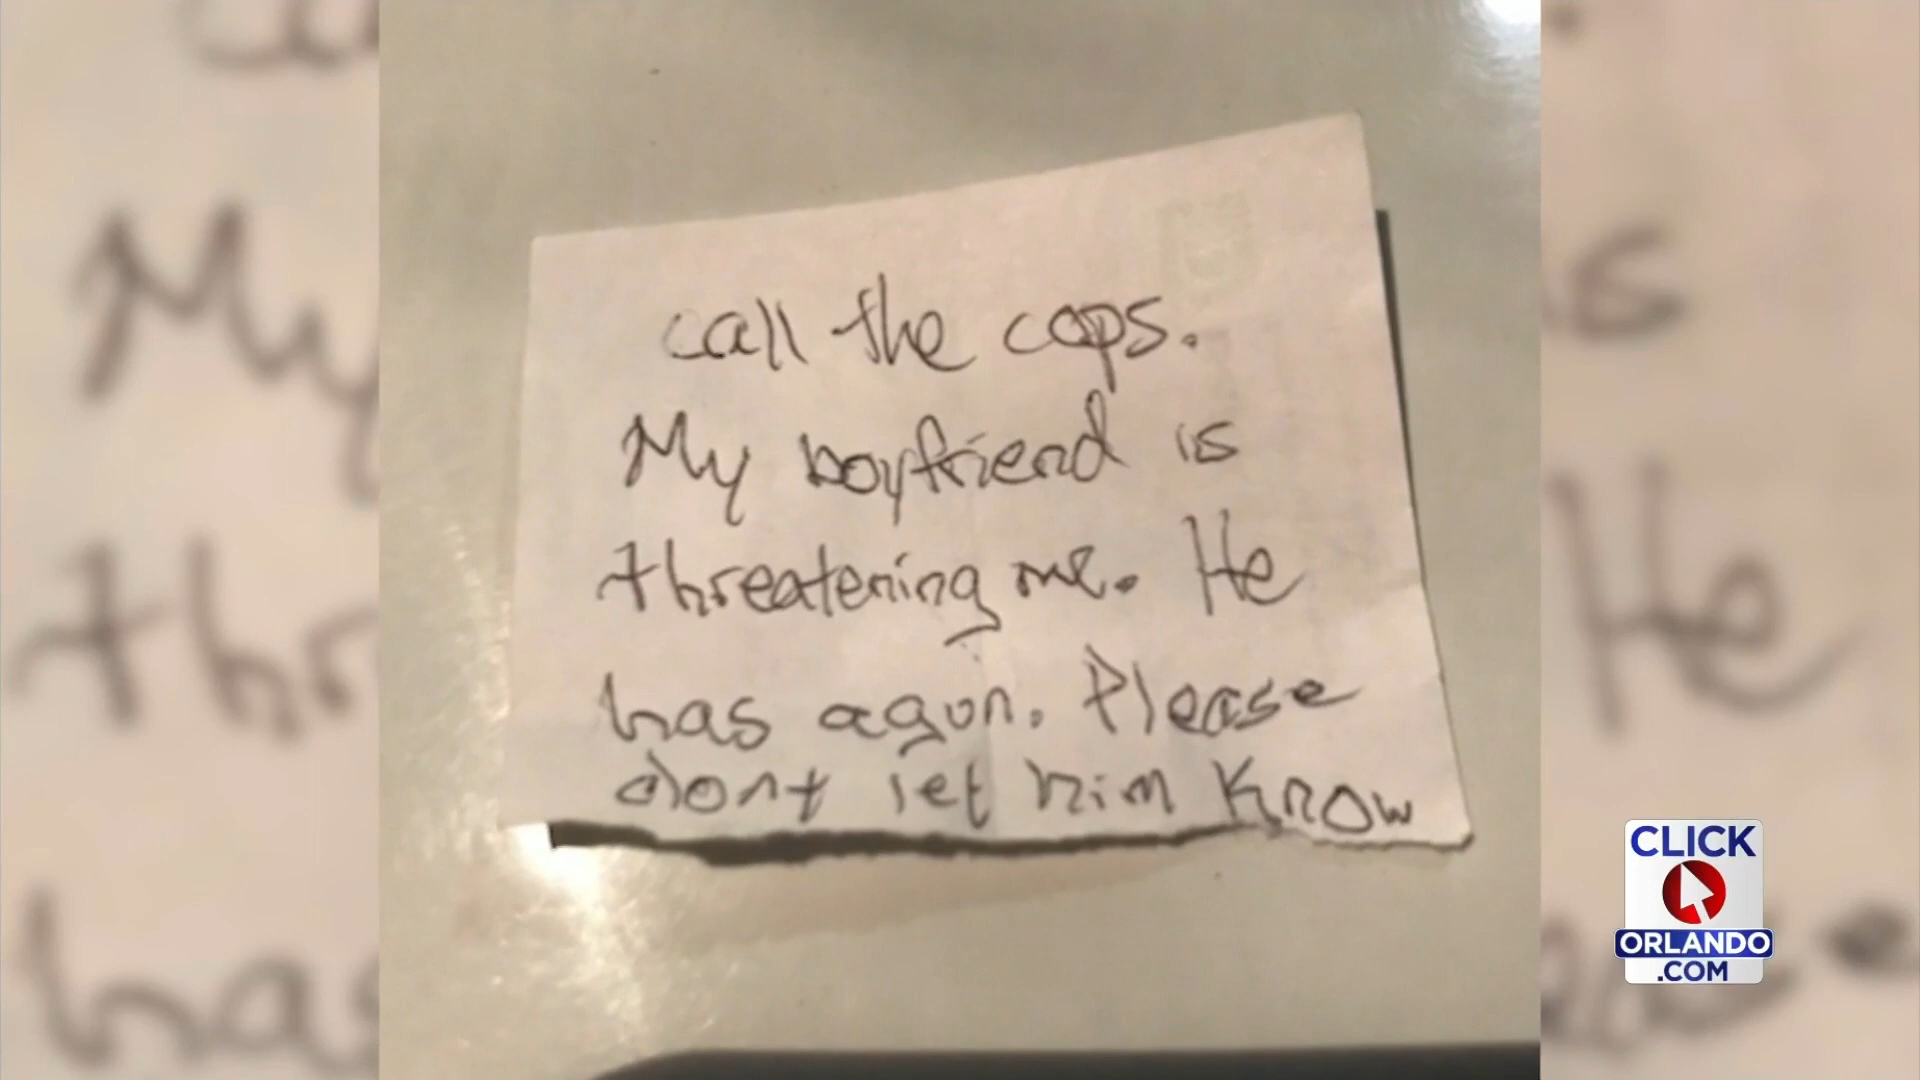 call the cops.
My boyfriend is
threatening me. He
has a gun. Please
dont let him know
CLICK
ORLANDO
.COM